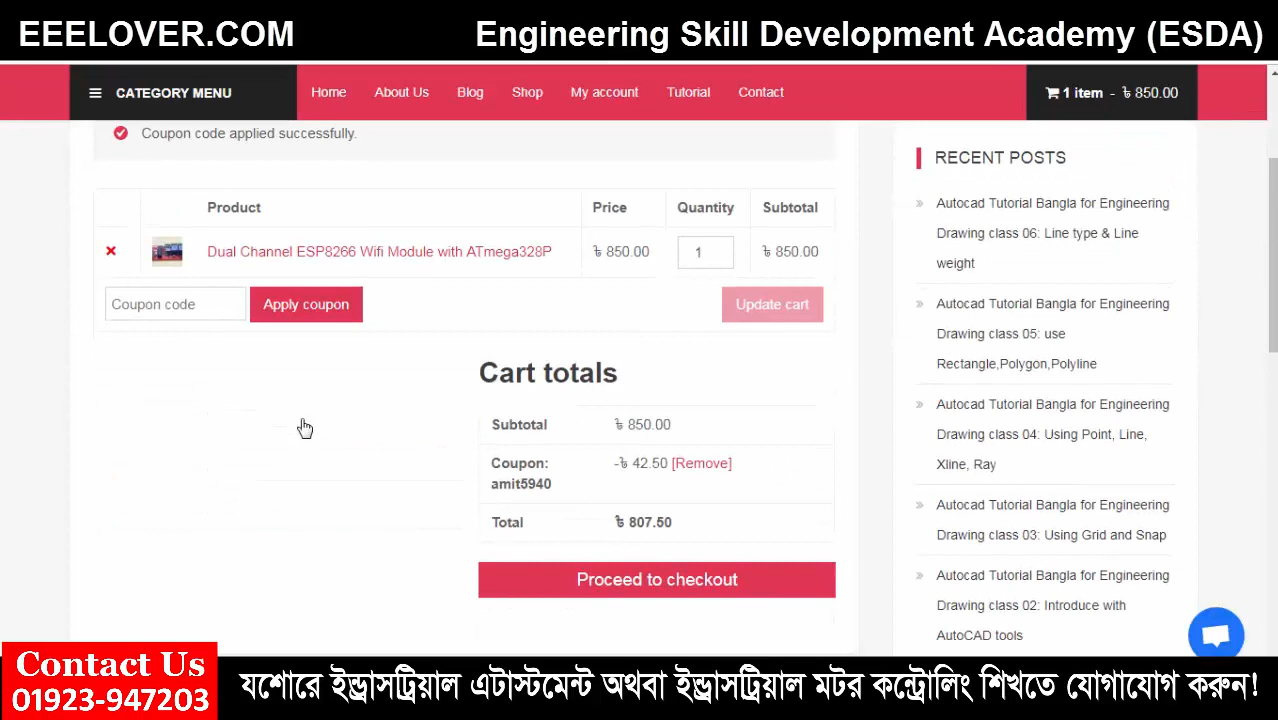 EEELOVER.COM
Engineering Skill Development Academy (ESDA)
CATEGORY MENU
Home
About Us
Blog
Shop
My account
Tutorial
Contact
1 item - ৳ 850.00
Coupon code applied successfully.
Product
Price
Quantity
Subtotal
Dual Channel ESP8266 Wifi Module with ATmega328P
৳ 850.00
1
৳ 850.00
Coupon code
Apply coupon
Update cart
Cart totals
Subtotal
৳ 850.00
Coupon:
amit5940
-৳ 42.50 [Remove]
Total
৳ 807.50
Proceed to checkout
RECENT POSTS
Autocad Tutorial Bangla for Engineering
Drawing class 06: Line type & Line
weight
Autocad Tutorial Bangla for Engineering
Drawing class 05: use
Rectangle,Polygon,Polyline
Autocad Tutorial Bangla for Engineering
Drawing class 04: Using Point, Line,
Xline, Ray
Autocad Tutorial Bangla for Engineering
Drawing class 03: Using Grid and Snap
Autocad Tutorial Bangla for Engineering
Drawing class 02: Introduce with
AutoCAD tools
Contact Us
01923-947203
যশোরে ইন্ড্রাসট্রিয়াল এটাস্টমেন্ট অথবা ইন্ড্রাসট্রিয়াল মটর কন্ট্রোলিং শিখতে যোগাযোগ করুন!